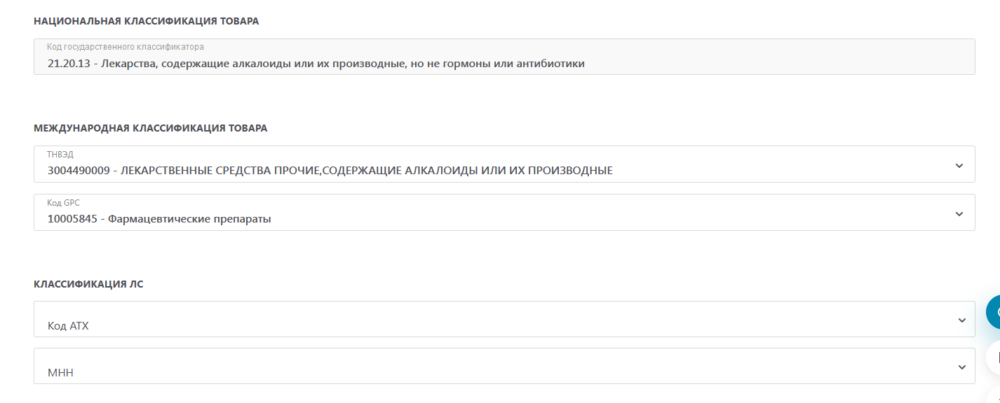 НАЦИОНАЛЬНАЯ КЛАССИФИКАЦИЯ ТОВАРА
Код государственного классификатора
21.20.13 - Лекарства, содержащие алкалоиды или их производные, но не гормоны или антибиотики
МЕЖДУНАРОДНАЯ КЛАССИФИКАЦИЯ ТОВАРА
ТНВЭД
3004490009 - ЛЕКАРСТВЕННЫЕ СРЕДСТВА ПРОЧИЕ,СОДЕРЖАЩИЕ АЛКАЛОИДЫ ИЛИ ИХ ПРОИЗВОДНЫЕ
Код GPC
10005845 - Фармацевтические препараты
КЛАССИФИКАЦИЯ ЛС
Код АТХ
МНН